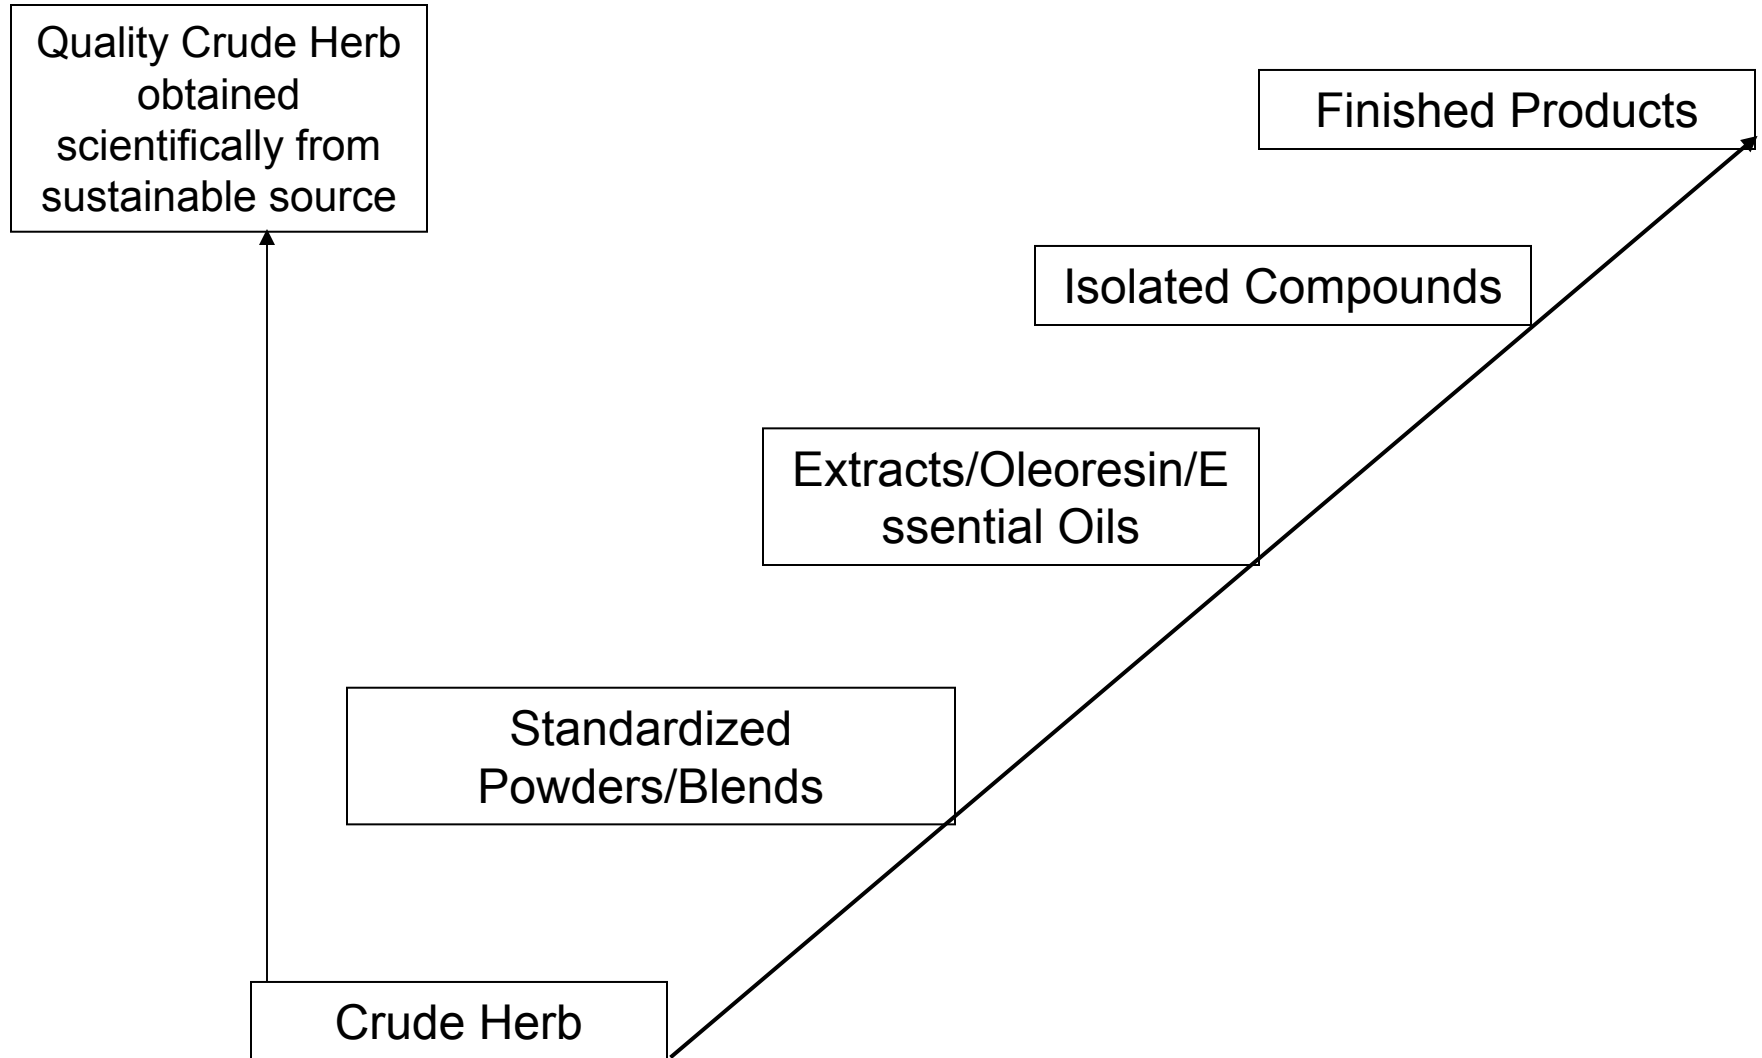 Quality Crude Herb
obtained
scientifically from
sustainable source
Finished Products
Isolated Compounds
Extracts/Oleoresin/E
ssential Oils
Standardized
Powders/Blends
Crude Herb